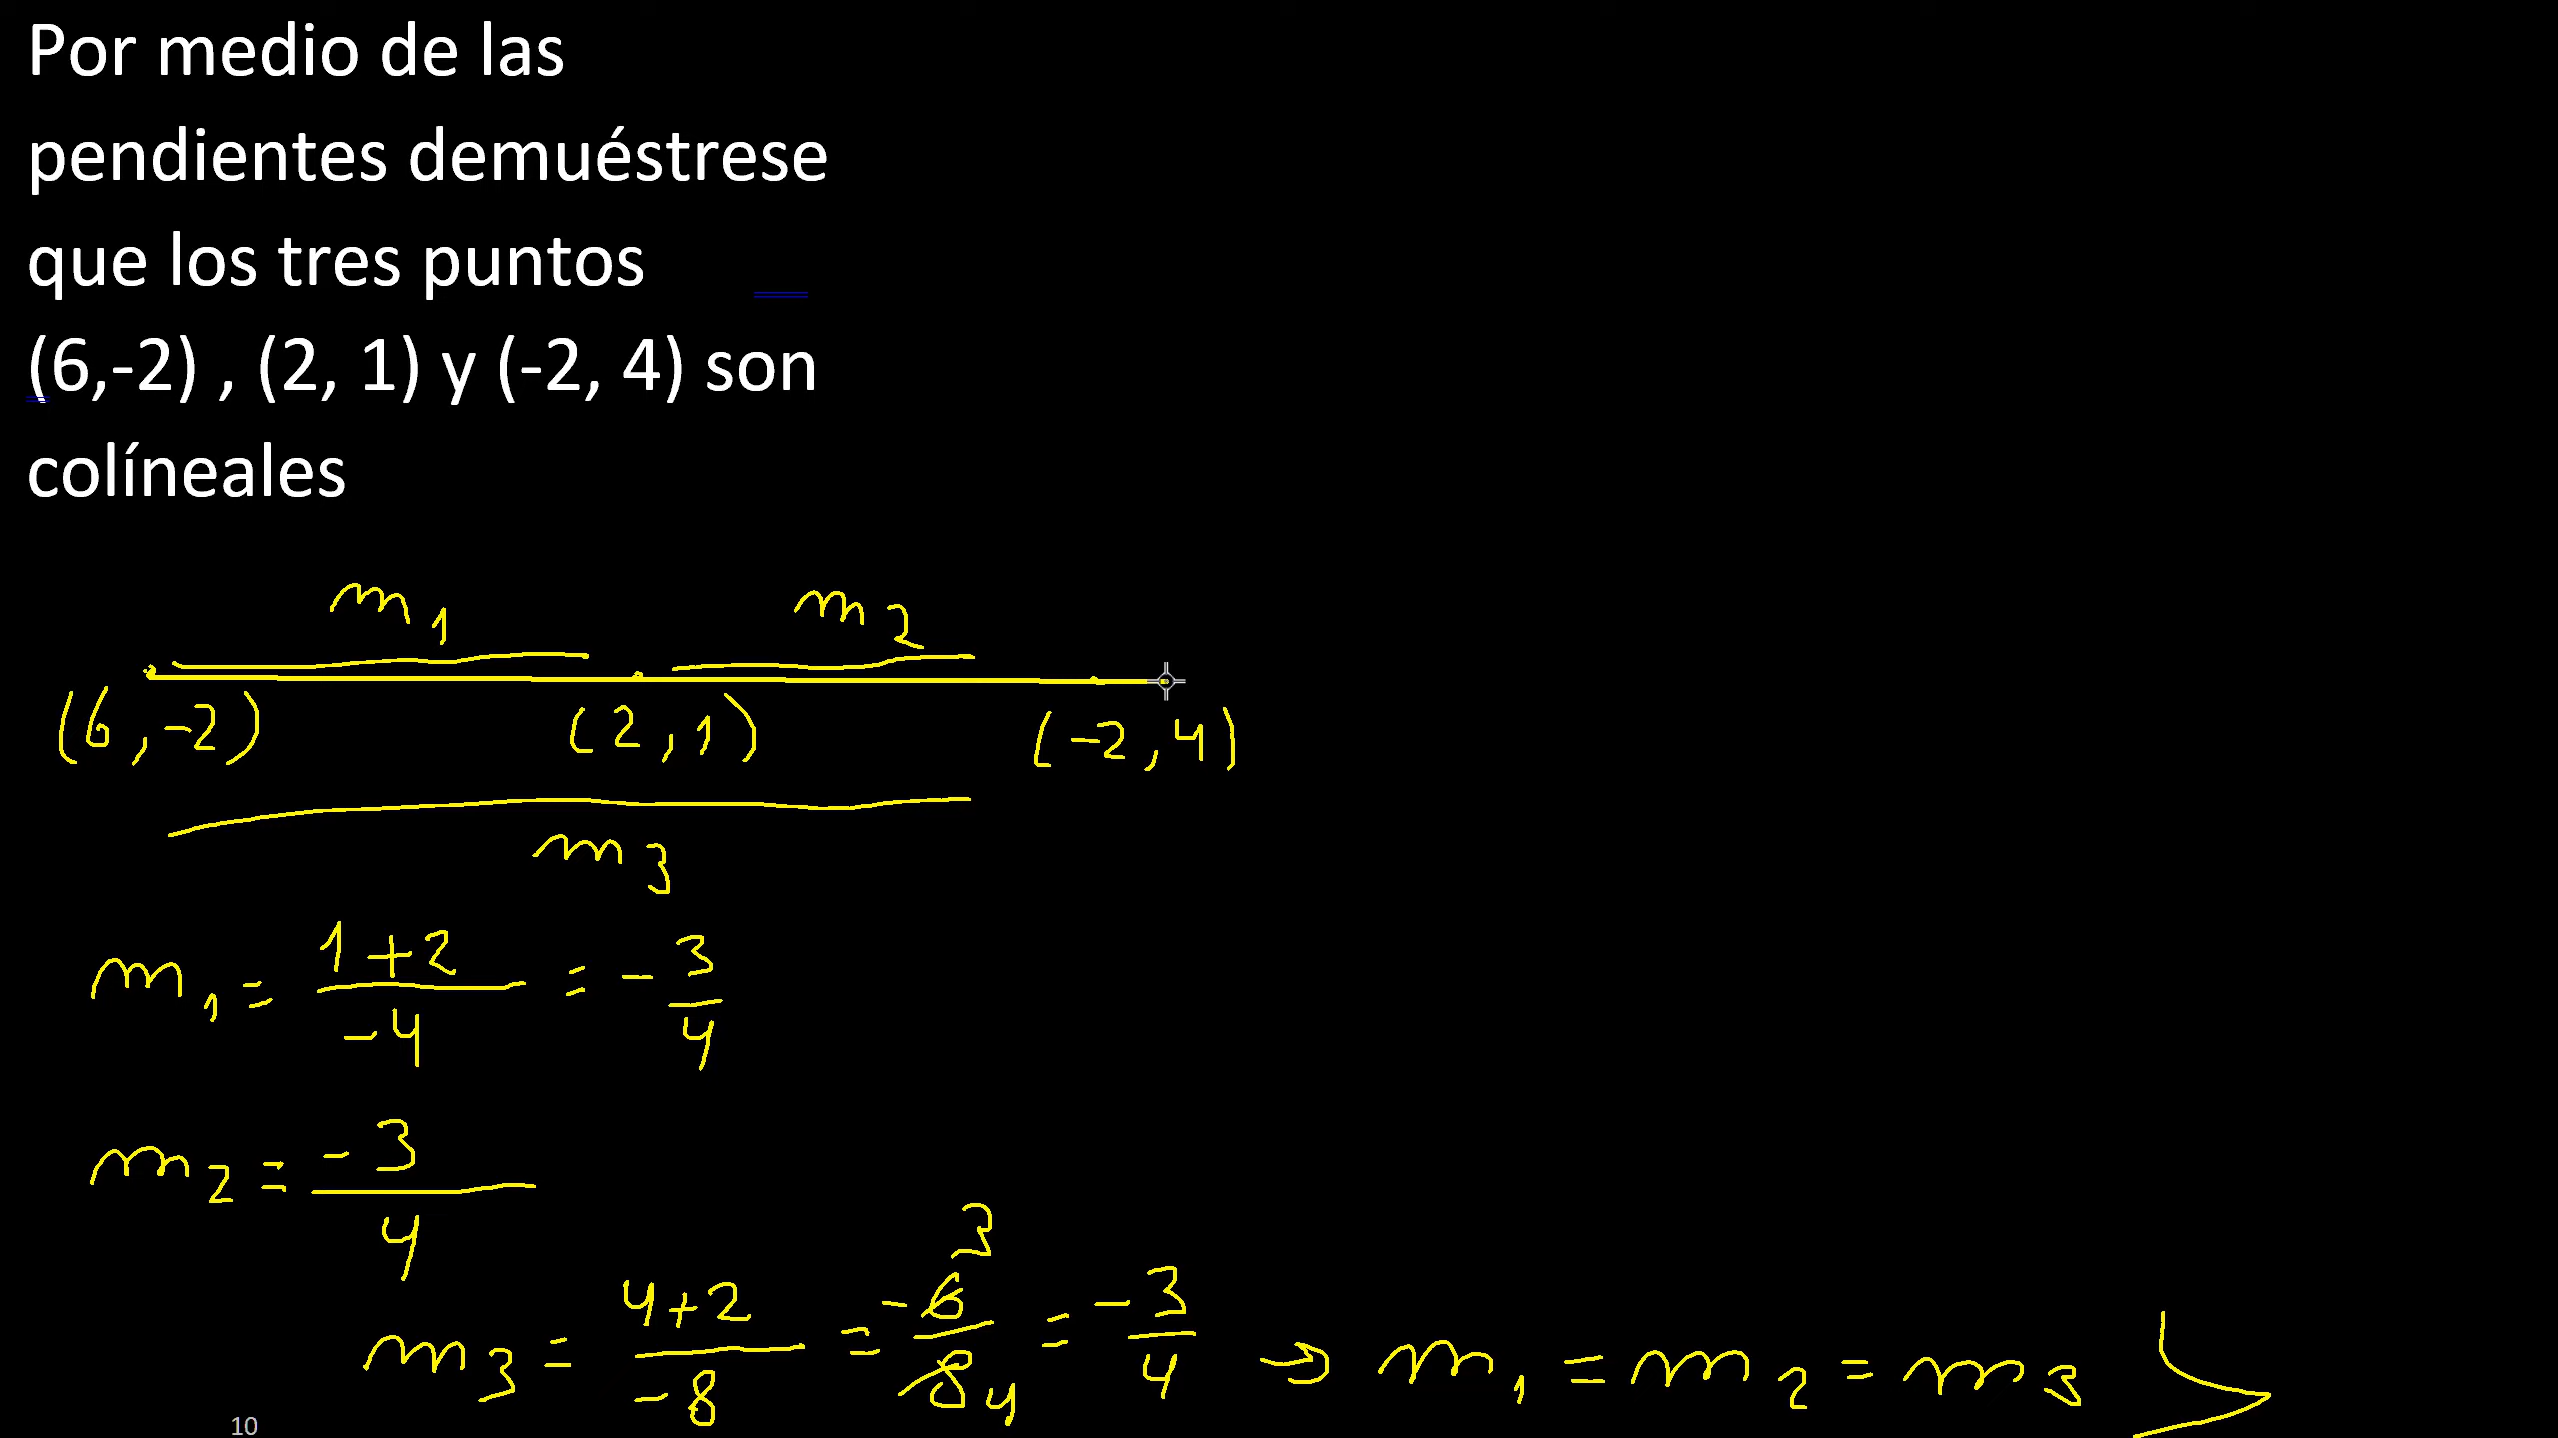 Por medio de las
pendientes demuéstrese
que los tres puntos
(6,-2) , (2, 1) y (-2, 4) son
colíneales
m1 m2
(6,-2) (2,1) (-2,4)
m3
m1 = 1+2/-4 = -3/4
m2 = -3/4
m3 = 4+2/-8 = -6/8 3 4 = -3/4 → m1 = m2 = m3
10